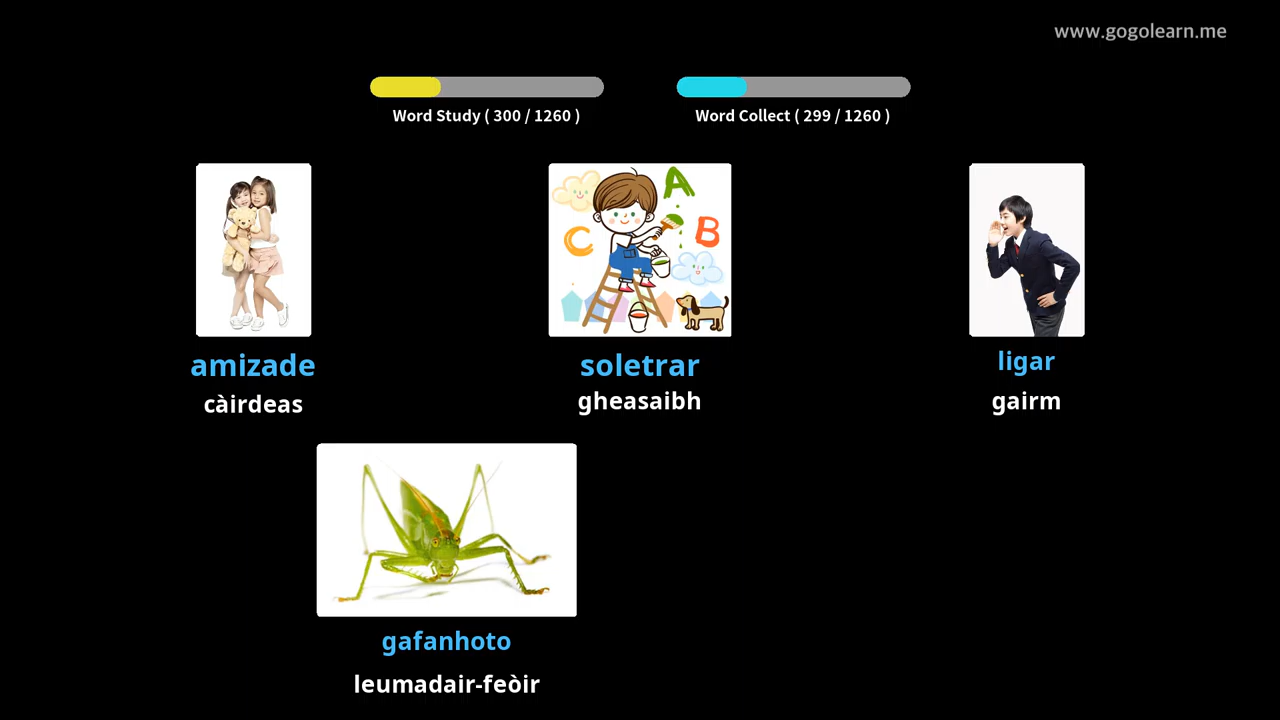 www.gogolearn.me
Word Study ( 300 / 1260 )
Word Collect ( 299 / 1260 )
A
B
C
amizade
càirdeas
soletrar
gheasaibh
ligar
gairm
gafanhoto
leumadair-feòir